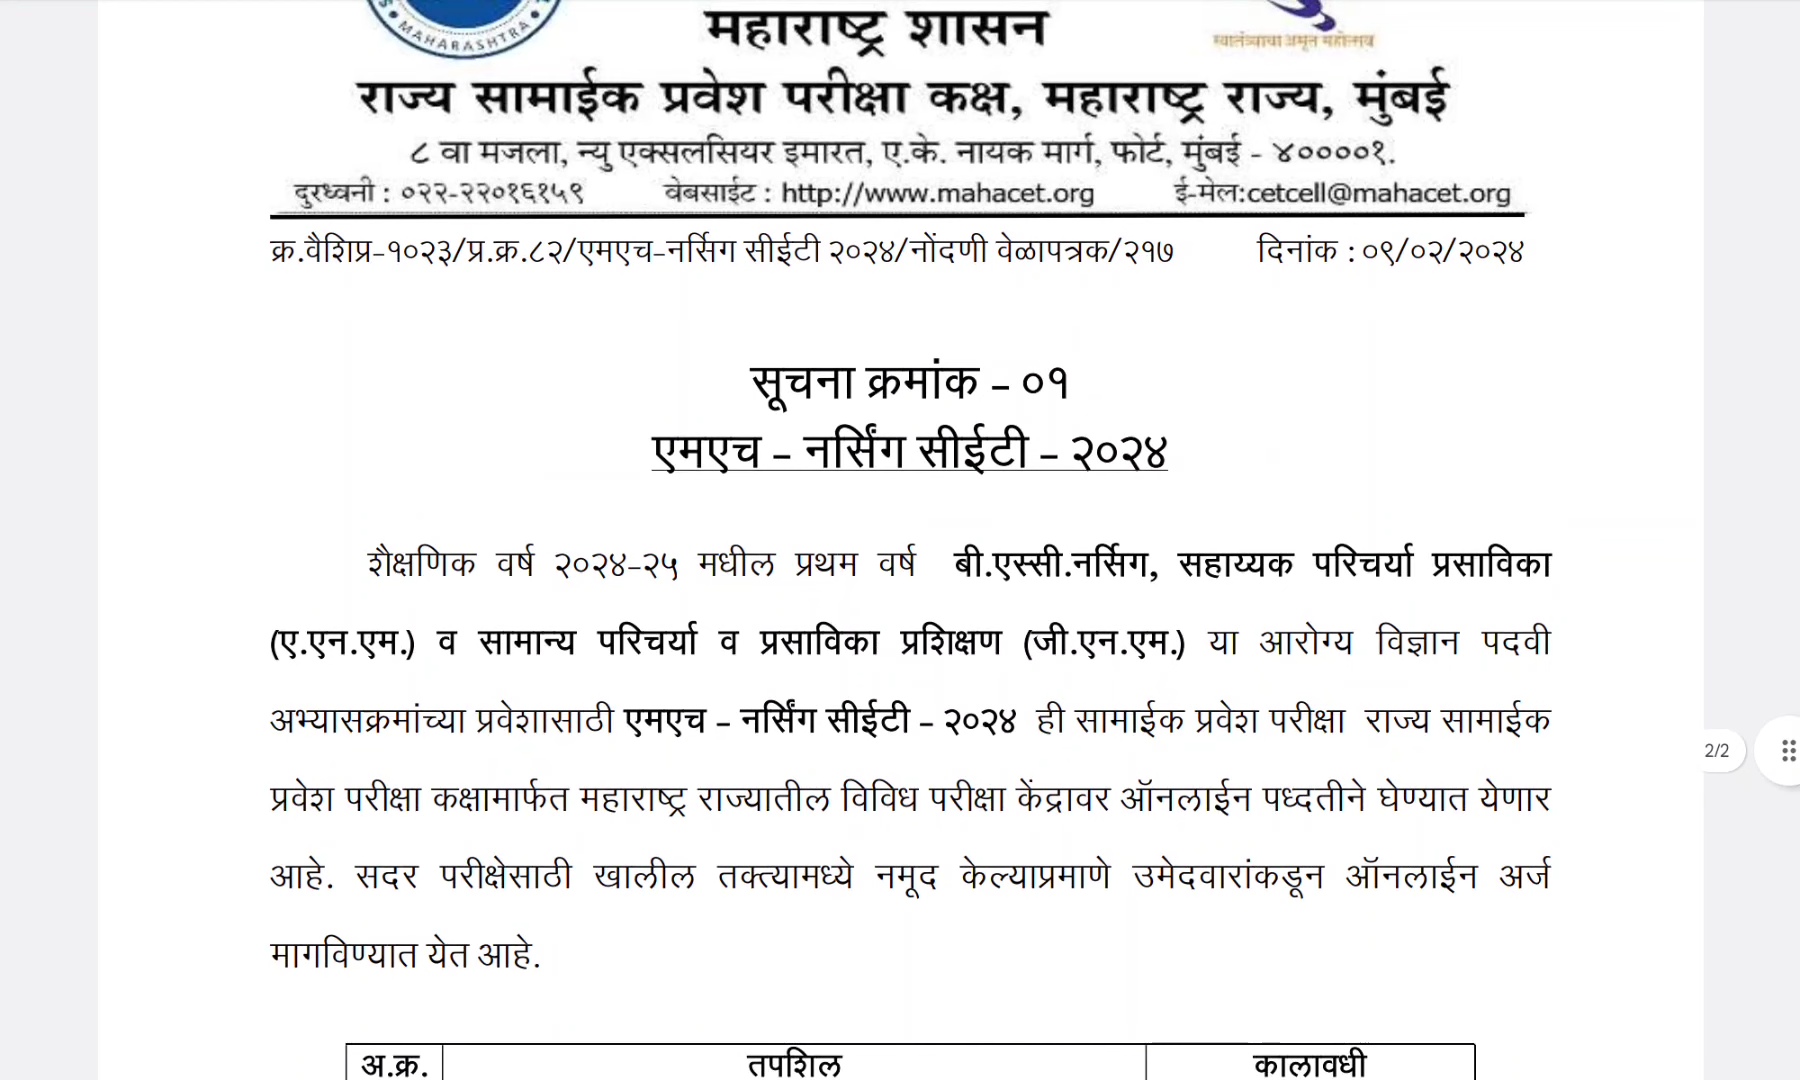 MAHARASHTRA
महाराष्ट्र शासन
स्वातंत्र्याचा अमृत महोत्सव
राज्य सामाईक प्रवेश परीक्षा कक्ष, महाराष्ट्र राज्य, मुंबई
८ वा मजला, न्यु एक्सलसियर इमारत, ए.के. नायक मार्ग, फोर्ट, मुंबई - ४००००१.
दुरध्वनी : ०२२-२२०१६१५९ वेबसाईट : http://www.mahacet.org ई-मेल:cetcell@mahacet.org
क्र.वैशिप्र-१०२३/प्र.क्र.८२/एमएच-नर्सिग सीईटी २०२४/नोंदणी वेळापत्रक/२१७ दिनांक : ०९/०२/२०२४
सूचना क्रमांक – ०१
एमएच – नर्सिंग सीईटी – २०२४
शैक्षणिक वर्ष २०२४-२५ मधील प्रथम वर्ष बी.एस्सी.नर्सिग, सहाय्यक परिचर्या प्रसाविका
(ए.एन.एम.) व सामान्य परिचर्या व प्रसाविका प्रशिक्षण (जी.एन.एम.) या आरोग्य विज्ञान पदवी
अभ्यासक्रमांच्या प्रवेशासाठी एमएच – नर्सिंग सीईटी – २०२४ ही सामाईक प्रवेश परीक्षा राज्य सामाईक
प्रवेश परीक्षा कक्षामार्फत महाराष्ट्र राज्यातील विविध परीक्षा केंद्रावर ऑनलाईन पध्दतीने घेण्यात येणार
आहे. सदर परीक्षेसाठी खालील तक्त्यामध्ये नमूद केल्याप्रमाणे उमेदवारांकडून ऑनलाईन अर्ज
मागविण्यात येत आहे.
2/2
अ.क्र. तपशिल कालावधी